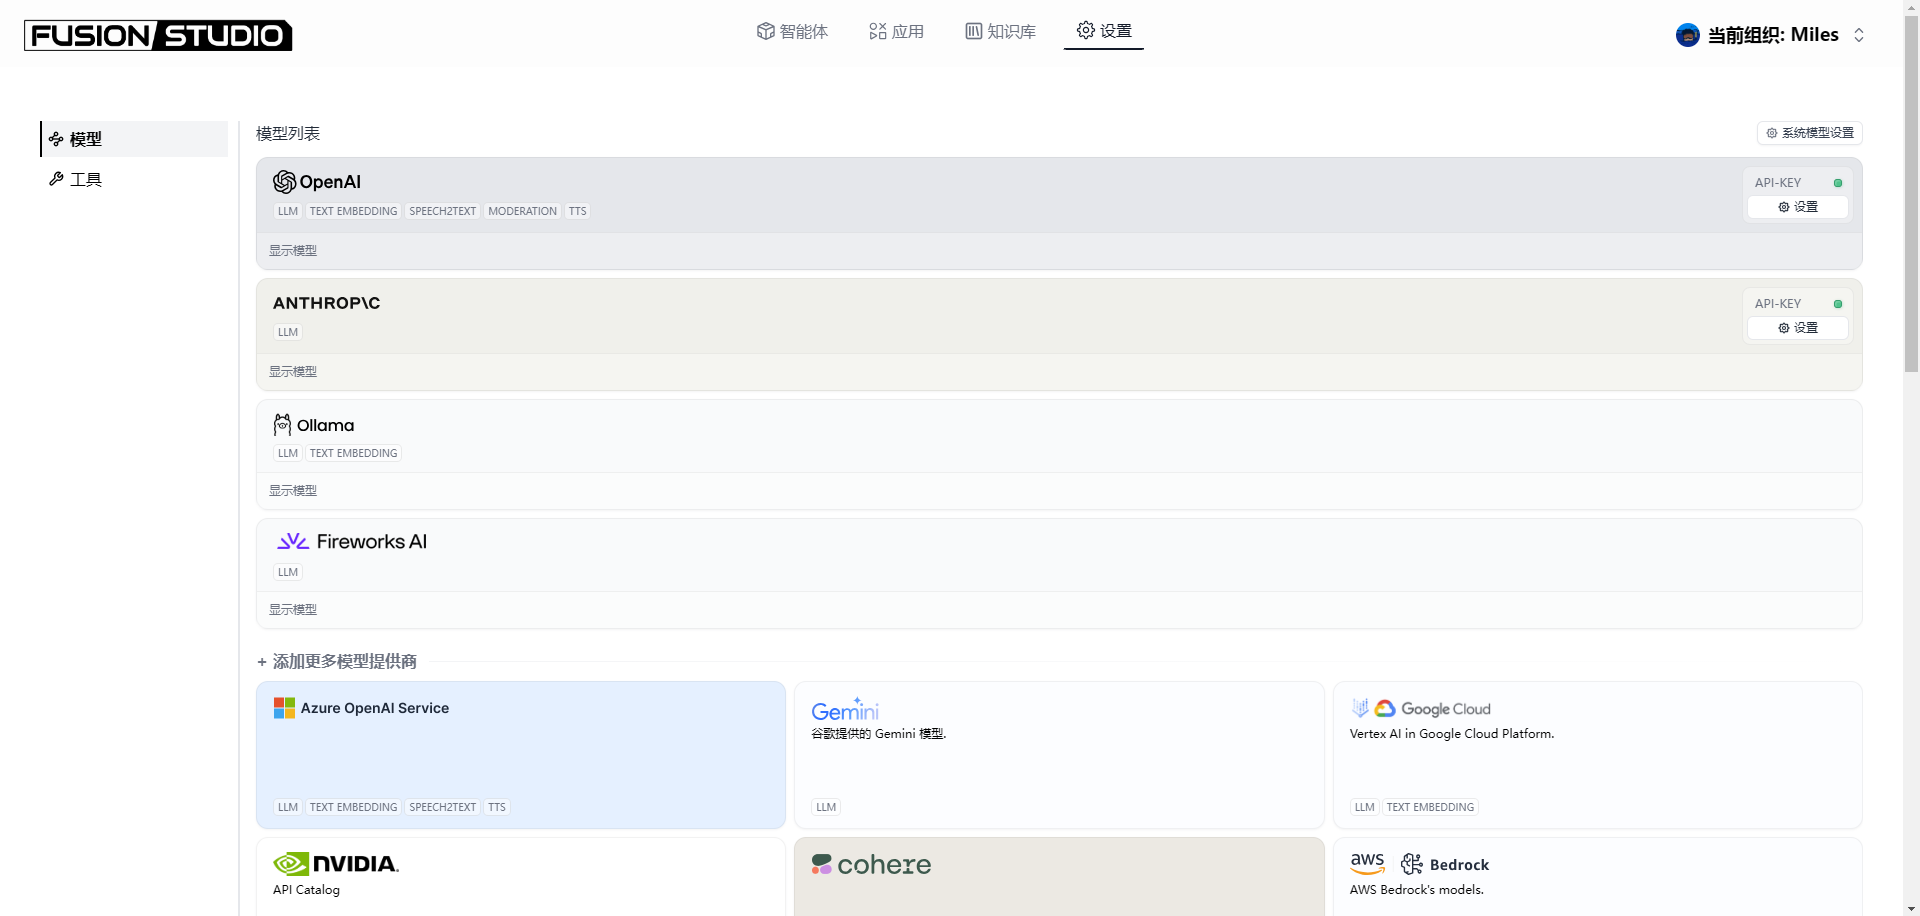 FUSION STUDIO
智能体
应用
知识库
设置
当前组织: Miles
模型
工具
模型列表
系统模型设置
OpenAI
LLM TEXT EMBEDDING SPEECH2TEXT MODERATION TTS
API-KEY
设置
显示模型
ANTHROP\C
LLM
API-KEY
设置
显示模型
Ollama
LLM TEXT EMBEDDING
显示模型
Fireworks AI
LLM
显示模型
+ 添加更多模型提供商
Azure OpenAI Service
LLM TEXT EMBEDDING SPEECH2TEXT TTS
Gemini
谷歌提供的 Gemini 模型.
LLM
Google Cloud
Vertex AI in Google Cloud Platform.
LLM TEXT EMBEDDING
NVIDIA.
API Catalog
cohere
aws Bedrock
AWS Bedrock's models.